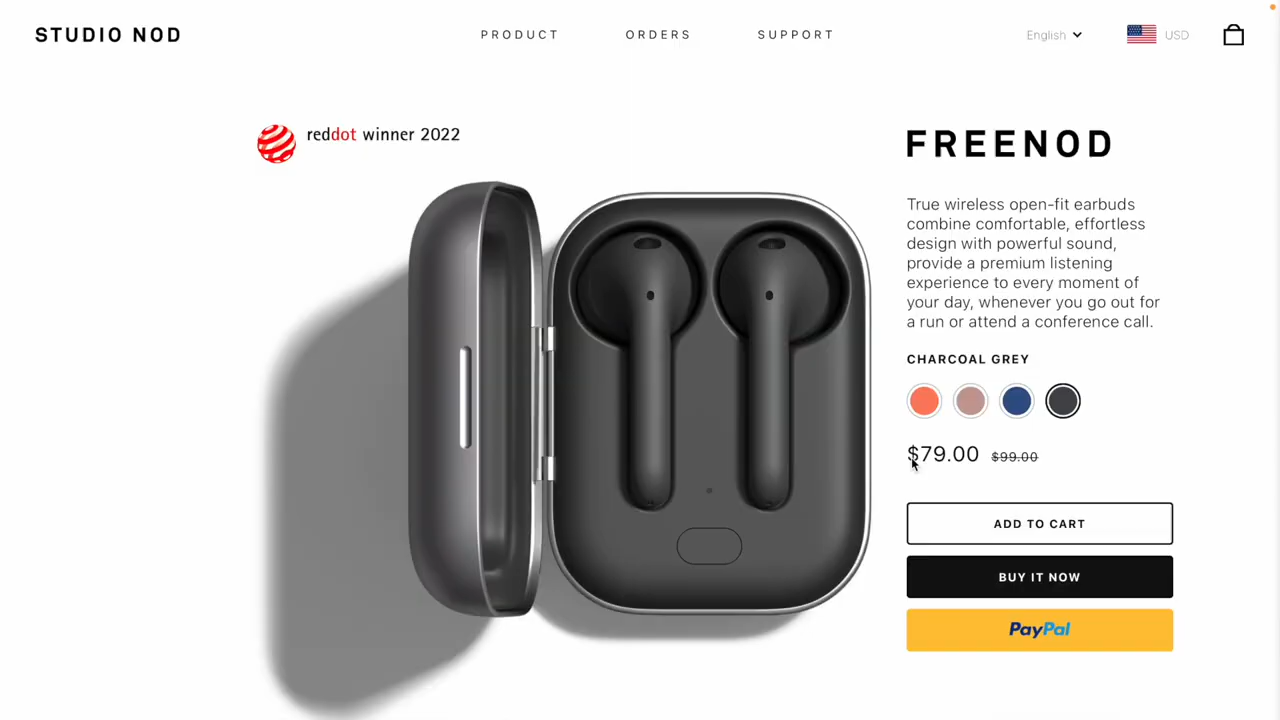 STUDIO NOD
PRODUCT
ORDERS
SUPPORT
English
USD
reddot winner 2022
FREENOD
True wireless open-fit earbuds
combine comfortable, effortless
design with powerful sound,
provide a premium listening
experience to every moment of
your day, whenever you go out for
a run or attend a conference call.
CHARCOAL GREY
$79.00 $99.00
ADD TO CART
BUY IT NOW
PayPal